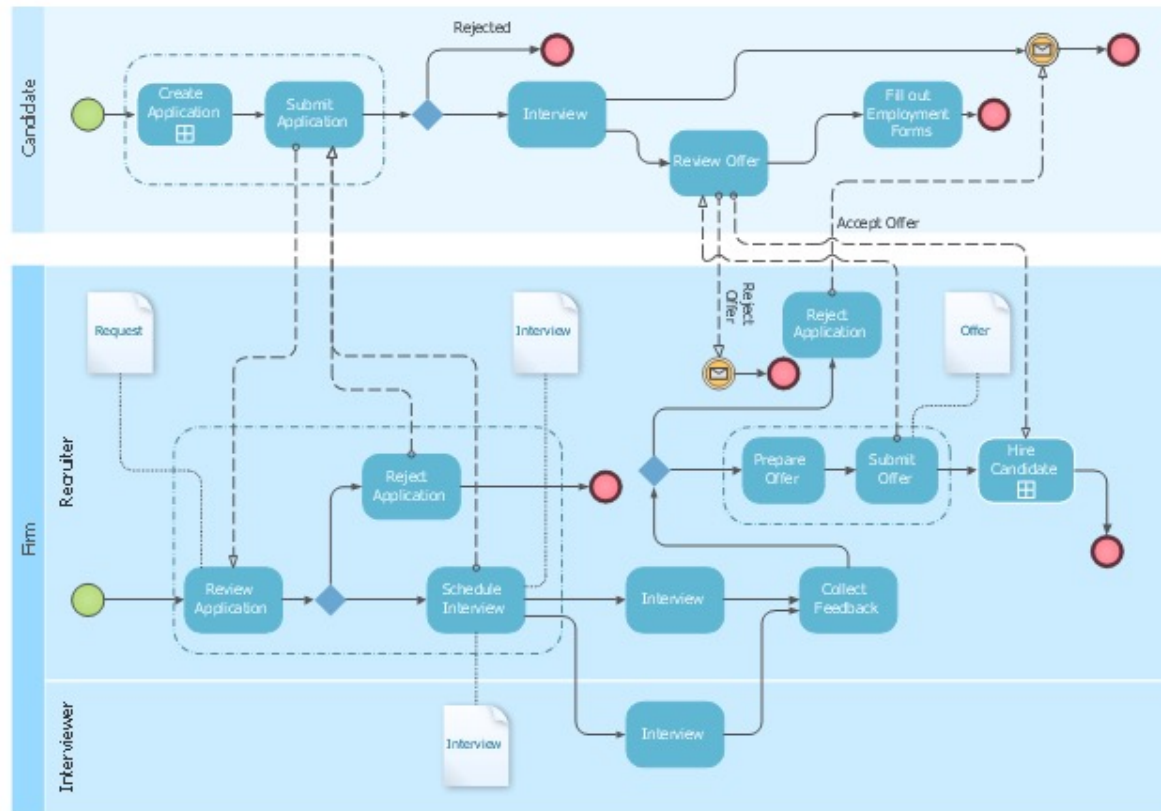 Candidate
Rejected
Create
Application
Submit
Application
Interview
Fill out
Employment
Forms
Review Offer
Accept Offer
Reject
Offer
Firm
Recruiter
Request
Interview
Reject
Application
Offer
Reject
Application
Prepare
Offer
Submit
Offer
Hire
Candidate
Review
Application
Schedule
Interview
Interview
Collect
Feedback
Interviewer
Interview
Interview